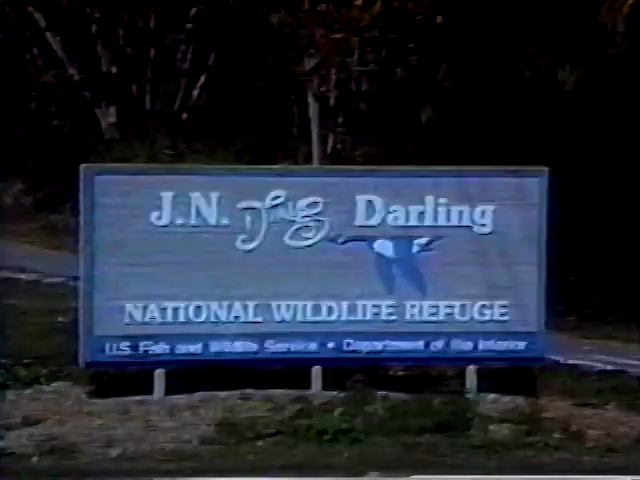 J.N. Ding Darling
NATIONAL WILDLIFE REFUGE
U.S. Fish and Wildlife Service • Department of the Interior